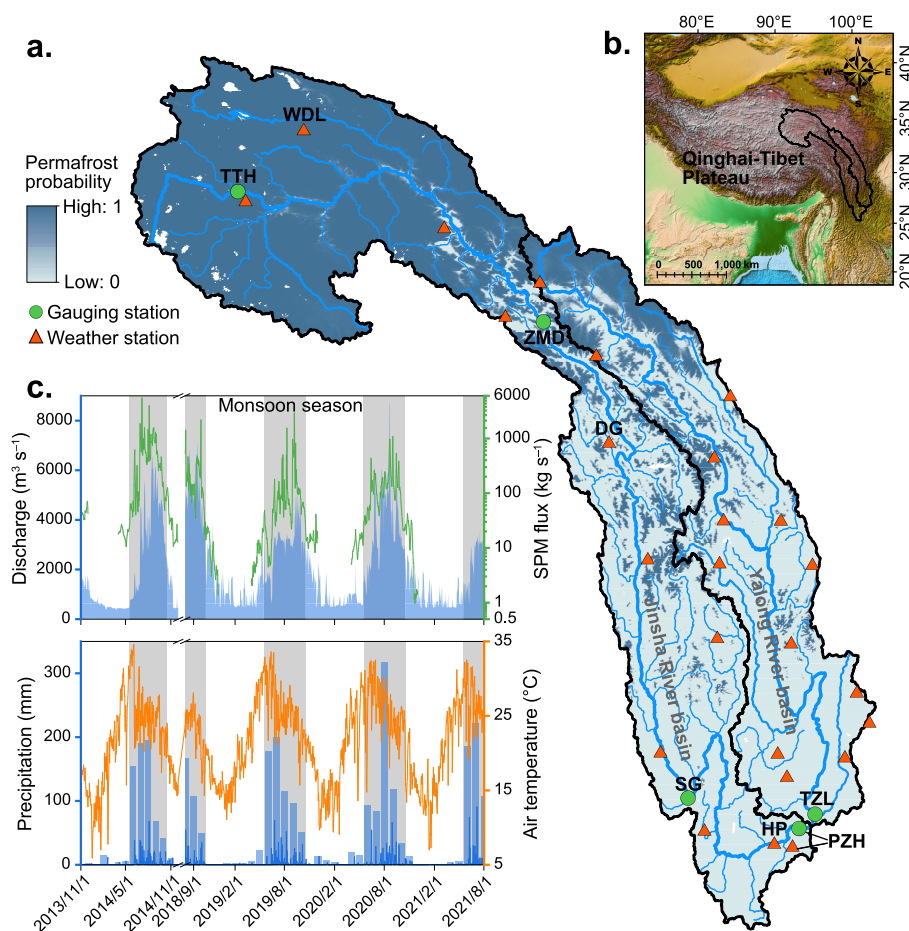 a.
WDL
TTH
Permafrost
probability
High: 1
Low: 0
Gauging station
Weather station
ZMD
DG
Jinsha River basin
Yalong River basin
SG
TZL
HP
PZH
b.
80°E
90°E
100°E
40°N
35°N
30°N
25°N
20°N
N
W
E
S
Qinghai-Tibet
Plateau
0 500 1,000 km
c.
Monsoon season
Discharge (m³ s⁻¹)
8000
6000
4000
2000
0
SPM flux (kg s⁻¹)
6000
1000
100
10
1
0.5
Precipitation (mm)
300
200
100
0
Air temperature (°C)
35
25
15
5
2013/11/1
2014/5/1
2014/11/1
2018/9/1
2019/2/1
2019/8/1
2020/2/1
2020/8/1
2021/2/1
2021/8/1